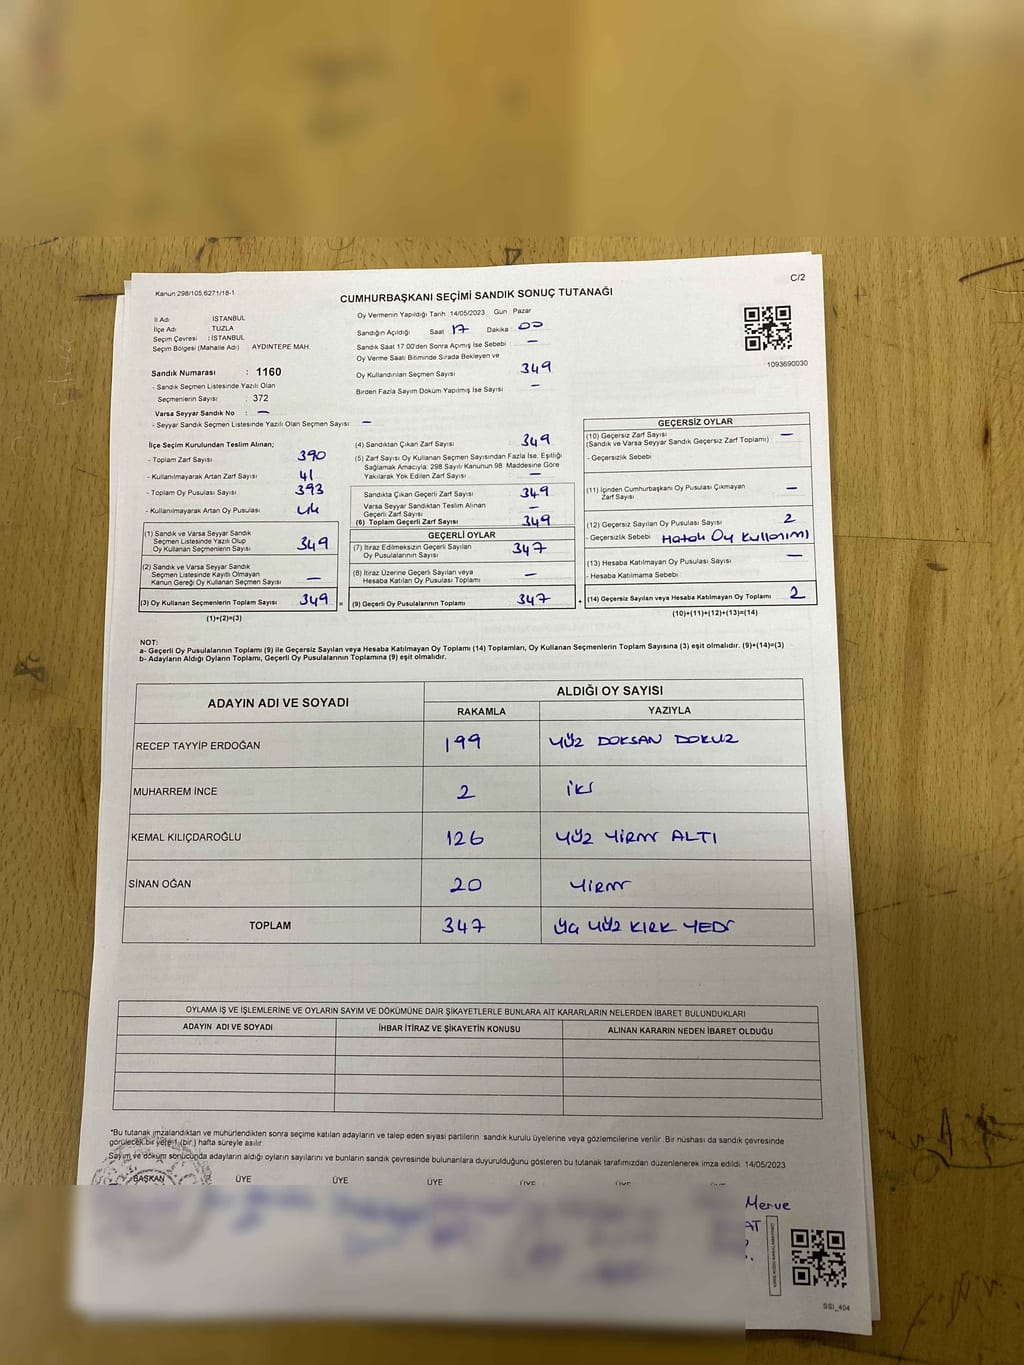 Kanun 298/105,6271/18-1
C/2
CUMHURBAŞKANI SEÇİMİ SANDIK SONUÇ TUTANAĞI
İl Adı İSTANBUL
İlçe Adı TUZLA
Seçim Çevresi : İSTANBUL
Seçim Bölgesi (Mahalle Adı) AYDINTEPE MAH.
Sandık Numarası : 1160
- Sandık Seçmen Listesinde Yazılı Olan
Seçmenlerin Sayısı : 372
Varsa Seyyar Sandık No : –
- Seyyar Sandık Seçmen Listesinde Yazılı Olan Seçmen Sayısı –
Oy Vermenin Yapıldığı Tarih 14/05/2023 Gün Pazar
Sandığın Açıldığı Saat 17 Dakika 00
Sandık Saat 17:00'den Sonra Açımış İse Sebebi –
Oy Verme Saati Bitiminde Sırada Bekleyen ve
Oy Kullandırılan Seçmen Sayısı 349
Birden Fazla Sayım Döküm Yapılmış İse Sayısı –
1093690030
İlçe Seçim Kurulundan Teslim Alınan;
- Toplam Zarf Sayısı 390
- Kullanılmayarak Artan Zarf Sayısı 41
- Toplam Oy Pusulası Sayısı 393
- Kullanılmayarak Artan Oy Pusulası 44
(1) Sandık ve Varsa Seyyar Sandık
Seçmen Listesinde Yazılı Olup
Oy Kullanan Seçmenlerin Sayısı 349
(2) Sandık ve Varsa Seyyar Sandık
Seçmen Listesinde Kayıtlı Olmayan
Kanun Gereği Oy Kullanan Seçmen Sayısı –
(3) Oy Kullanan Seçmenlerin Toplam Sayısı 349 =
(1)+(2)=(3)
(4) Sandıktan Çıkan Zarf Sayısı 349
(5) Zarf Sayısı Oy Kullanan Seçmen Sayısından Fazla İse, Eşitliği
Sağlamak Amacıyla; 298 Sayılı Kanunun 98. Maddesine Göre
Yakılarak Yok Edilen Zarf Sayısı –
Sandıkta Çıkan Geçerli Zarf Sayısı 349
Varsa Seyyar Sandıktan Teslim Alınan
Geçerli Zarf Sayısı –
(6) Toplam Geçerli Zarf Sayısı 349
GEÇERLİ OYLAR
(7) İtiraz Edilmeksizin Geçerli Sayılan
Oy Pusulalarının Sayısı 347
(8) İtiraz Üzerine Geçerli Sayılan veya
Hesaba Katılan Oy Pusulası Toplamı –
(9) Geçerli Oy Pusulalarının Toplamı 347 +
GEÇERSİZ OYLAR
(10) Geçersiz Zarf Sayısı –
(Sandık ve Varsa Seyyar Sandık Geçersiz Zarf Toplamı)
- Geçersizlik Sebebi
(11) İçinden Cumhurbaşkanı Oy Pusulası Çıkmayan
Zarf Sayısı –
(12) Geçersiz Sayılan Oy Pusulası Sayısı 2
- Geçersizlik Sebebi Hatalı Oy Kullanımı
(13) Hesaba Katılmayan Oy Pusulası Sayısı –
- Hesaba Katılmama Sebebi
(14) Geçersiz Sayılan veya Hesaba Katılmayan Oy Toplamı 2
(10)+(11)+(12)+(13)=(14)
NOT:
a- Geçerli Oy Pusulalarının Toplamı (9) ile Geçersiz Sayılan veya Hesaba Katılmayan Oy Toplamı (14) Toplamları, Oy Kullanan Seçmenlerin Toplam Sayısına (3) eşit olmalıdır. (9)+(14)=(3)
b- Adayların Aldığı Oyların Toplamı, Geçerli Oy Pusulalarının Toplamına (9) eşit olmalıdır.
ADAYIN ADI VE SOYADI ALDIĞI OY SAYISI
RAKAMLA YAZIYLA
RECEP TAYYİP ERDOĞAN 199 YÜZ DOKSAN DOKUZ
MUHARREM İNCE 2 İKİ
KEMAL KILIÇDAROĞLU 126 YÜZ YİRMİ ALTI
SİNAN OĞAN 20 YİRMİ
TOPLAM 347 ÜÇ YÜZ KIRK YEDİ
OYLAMA İŞ VE İŞLEMLERİNE VE OYLARIN SAYIM VE DÖKÜMÜNE DAİR ŞİKAYETLERLE BUNLARA AİT KARARLARIN NELERDEN İBARET BULUNDUKLARI
ADAYIN ADI VE SOYADI İHBAR İTİRAZ VE ŞİKAYETİN KONUSU ALINAN KARARIN NEDEN İBARET OLDUĞU
*Bu tutanak imzalandıktan ve mühürlendikten sonra seçime katılan adayların ve talep eden siyasi partilerin sandık kurulu üyelerine veya gözlemcilerine verilir. Bir nüshası da sandık çevresinde
görülecek bir yere 1 (bir) hafta süreyle asılır.
Sayım ve döküm sonucunda adayların aldığı oyların sayılarını ve bunların sandık çevresinde bulunanlara duyurulduğunu gösteren bu tutanak tarafımızdan düzenlenerek imza edildi. 14/05/2023
BAŞKAN ÜYE ÜYE ÜYE ÜYE ÜYE ÜYE
Merve
SSI_404